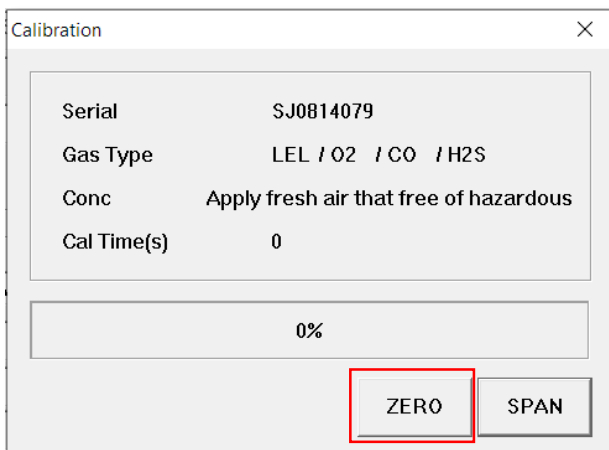 Calibration
Serial SJ0814079
Gas Type LEL / O2 / CO / H2S
Conc Apply fresh air that free of hazardous
Cal Time(s) 0
0%
ZERO SPAN